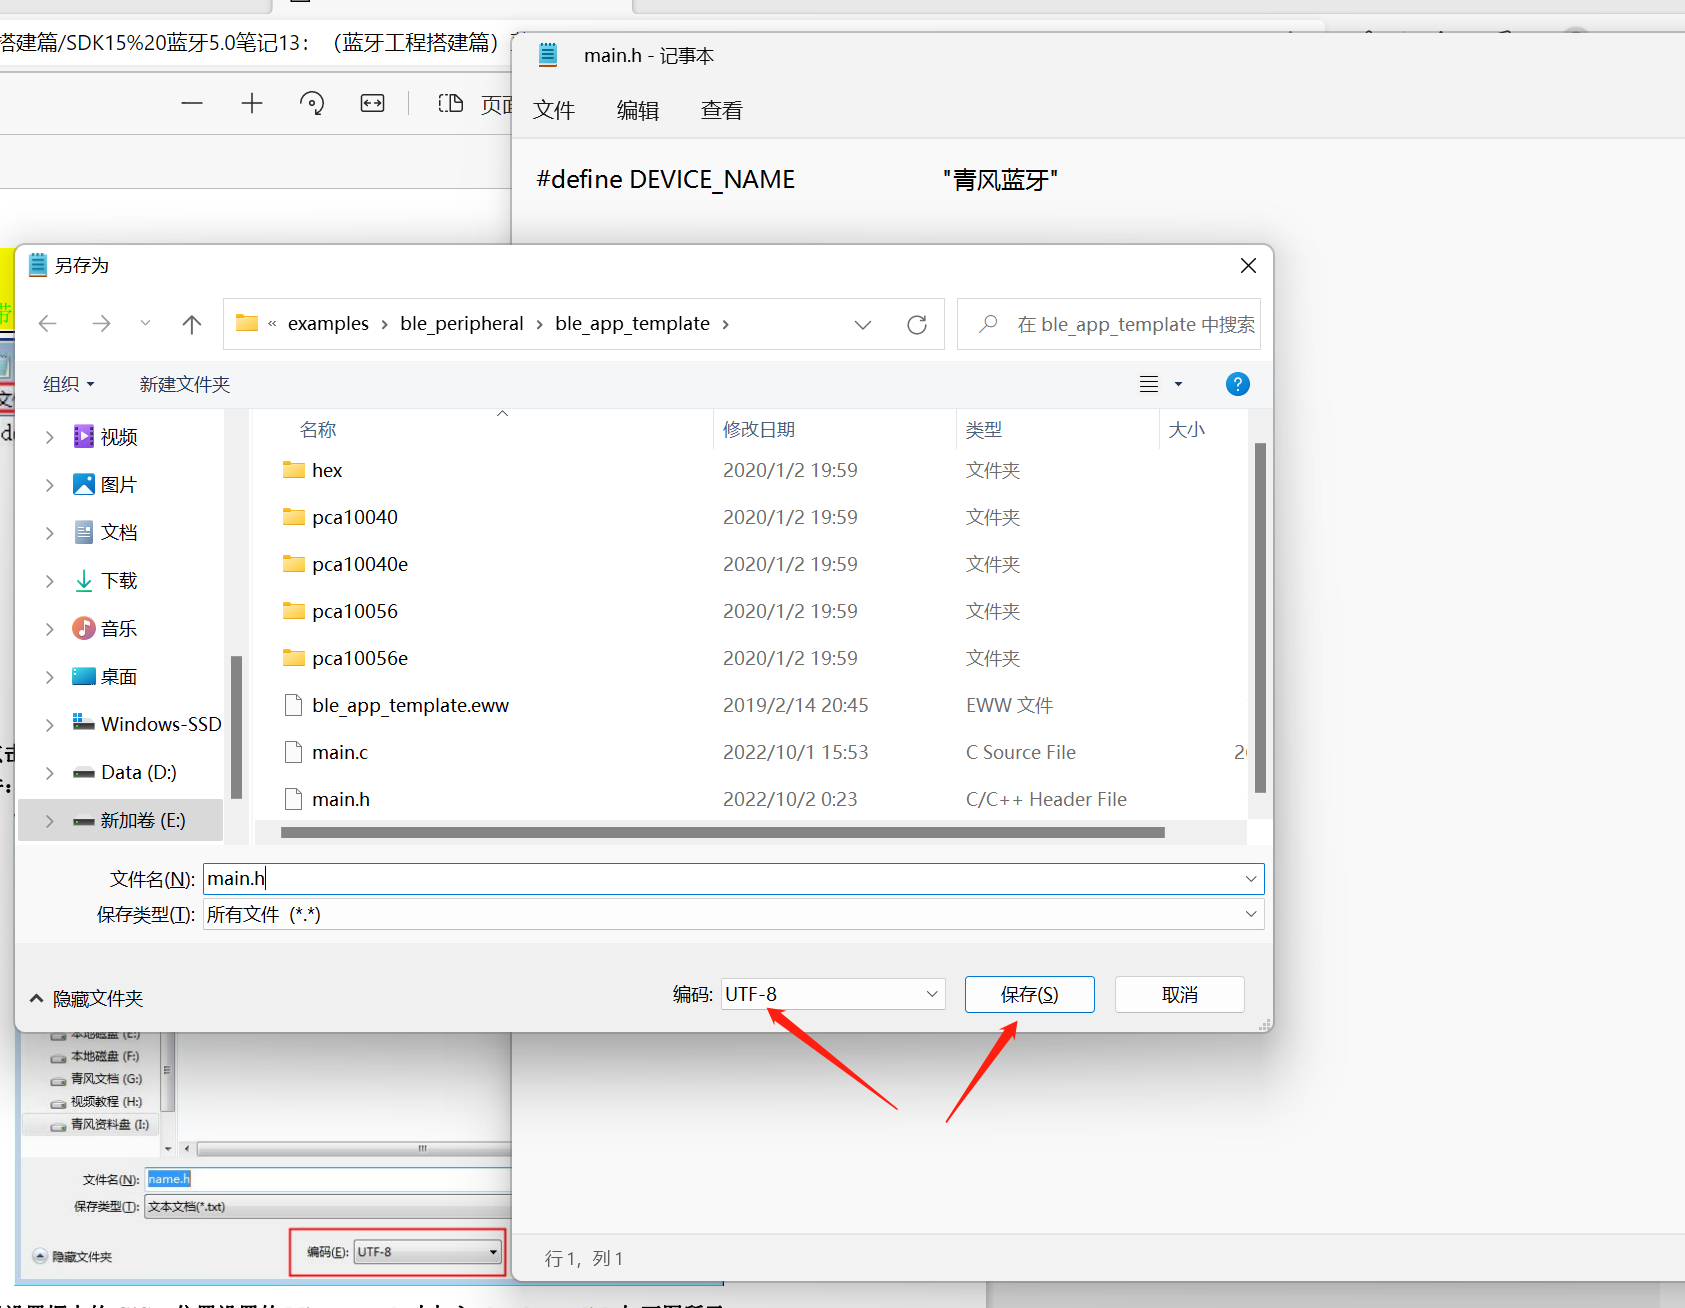 搭建篇/SDK15%20蓝牙5.0笔记13：（蓝牙工程搭建篇）
main.h - 记事本
页面
文件 编辑 查看
#define DEVICE_NAME "青风蓝牙"
另存为
« examples › ble_peripheral › ble_app_template ›
在 ble_app_template 中搜索
组织 新建文件夹
名称 修改日期 类型 大小
视频
图片
文档
下载
音乐
桌面
Windows-SSD
Data (D:)
新加卷 (E:)
hex 2020/1/2 19:59 文件夹
pca10040 2020/1/2 19:59 文件夹
pca10040e 2020/1/2 19:59 文件夹
pca10056 2020/1/2 19:59 文件夹
pca10056e 2020/1/2 19:59 文件夹
ble_app_template.eww 2019/2/14 20:45 EWW 文件
main.c 2022/10/1 15:53 C Source File
main.h 2022/10/2 0:23 C/C++ Header File
文件名(N): main.h
保存类型(T): 所有文件 (*.*)
隐藏文件夹
编码: UTF-8 保存(S) 取消
本地磁盘 (E:)
本地磁盘 (F:)
青风文档 (G:)
视频教程 (H:)
青风资料盘 (I:)
文件名(N): name.h
保存类型(T): 文本文档(*.txt)
隐藏文件夹 编码(E): UTF-8
行 1, 列 1